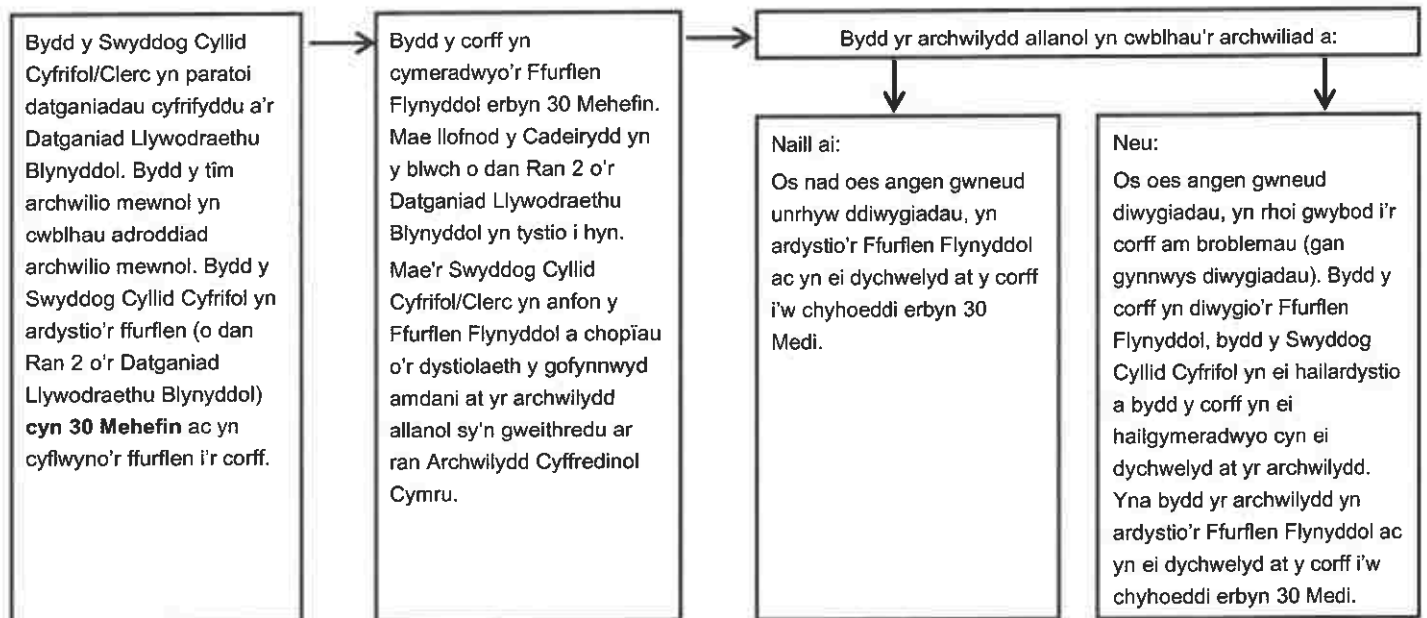 Bydd y Swyddog Cyllid
Cyfrifol/Clerc yn paratoi
datganiadau cyfrifyddu a'r
Datganiad Llywodraethu
Blynyddol. Bydd y tîm
archwilio mewnol yn
cwblhau adroddiad
archwilio mewnol. Bydd y
Swyddog Cyllid Cyfrifol yn
ardystio'r ffurflen (o dan
Ran 2 o'r Datganiad
Llywodraethu Blynyddol)
cyn 30 Mehefin ac yn
cyflwyno'r ffurflen i'r corff.
Bydd y corff yn
cymeradwyo'r Ffurflen
Flynyddol erbyn 30 Mehefin.
Mae llofnod y Cadeirydd yn
y blwch o dan Ran 2 o'r
Datganiad Llywodraethu
Blynyddol yn tystio i hyn.
Mae'r Swyddog Cyllid
Cyfrifol/Clerc yn anfon y
Ffurflen Flynyddol a chopïau
o'r dystiolaeth y gofynnwyd
amdani at yr archwilydd
allanol sy'n gweithredu ar
ran Archwilydd Cyffredinol
Cymru.
Bydd yr archwilydd allanol yn cwblhau'r archwiliad a:
Naill ai:
Os nad oes angen gwneud
unrhyw ddiwygiadau, yn
ardystio'r Ffurflen Flynyddol
ac yn ei dychwelyd at y corff
i'w chyhoeddi erbyn 30
Medi.
Neu:
Os oes angen gwneud
diwygiadau, yn rhoi gwybod i'r
corff am broblemau (gan
gynnwys diwygiadau). Bydd y
corff yn diwygio'r Ffurflen
Flynyddol, bydd y Swyddog
Cyllid Cyfrifol yn ei hailardystio
a bydd y corff yn ei
hailgymeradwyo cyn ei
dychwelyd at yr archwilydd.
Yna bydd yr archwilydd yn
ardystio'r Ffurflen Flynyddol ac
yn ei dychwelyd at y corff i'w
chyhoeddi erbyn 30 Medi.